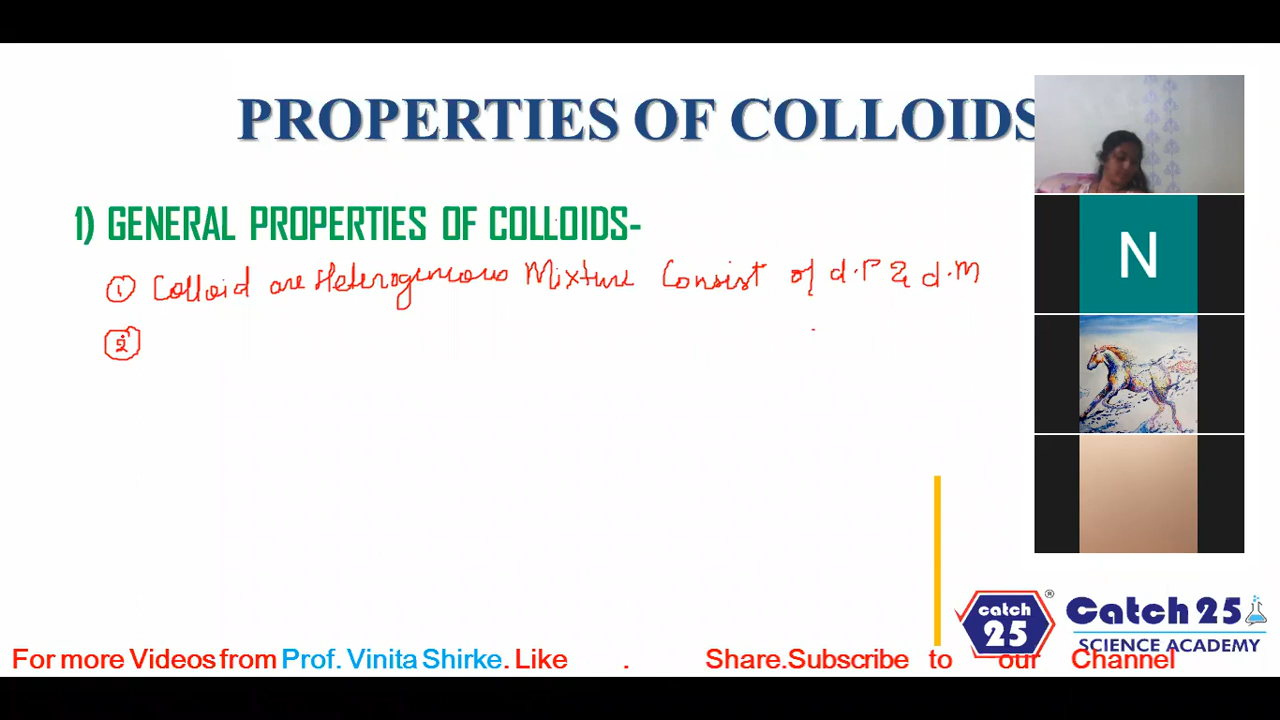 PROPERTIES OF COLLOIDS
1) GENERAL PROPERTIES OF COLLOIDS-
① Colloid are Heterogeneous Mixture Consist of d.P & d.M
②
N
catch 25 ®
Catch 25
SCIENCE ACADEMY
For more Videos from Prof. Vinita Shirke. Like . Share.Subscribe to our Channel